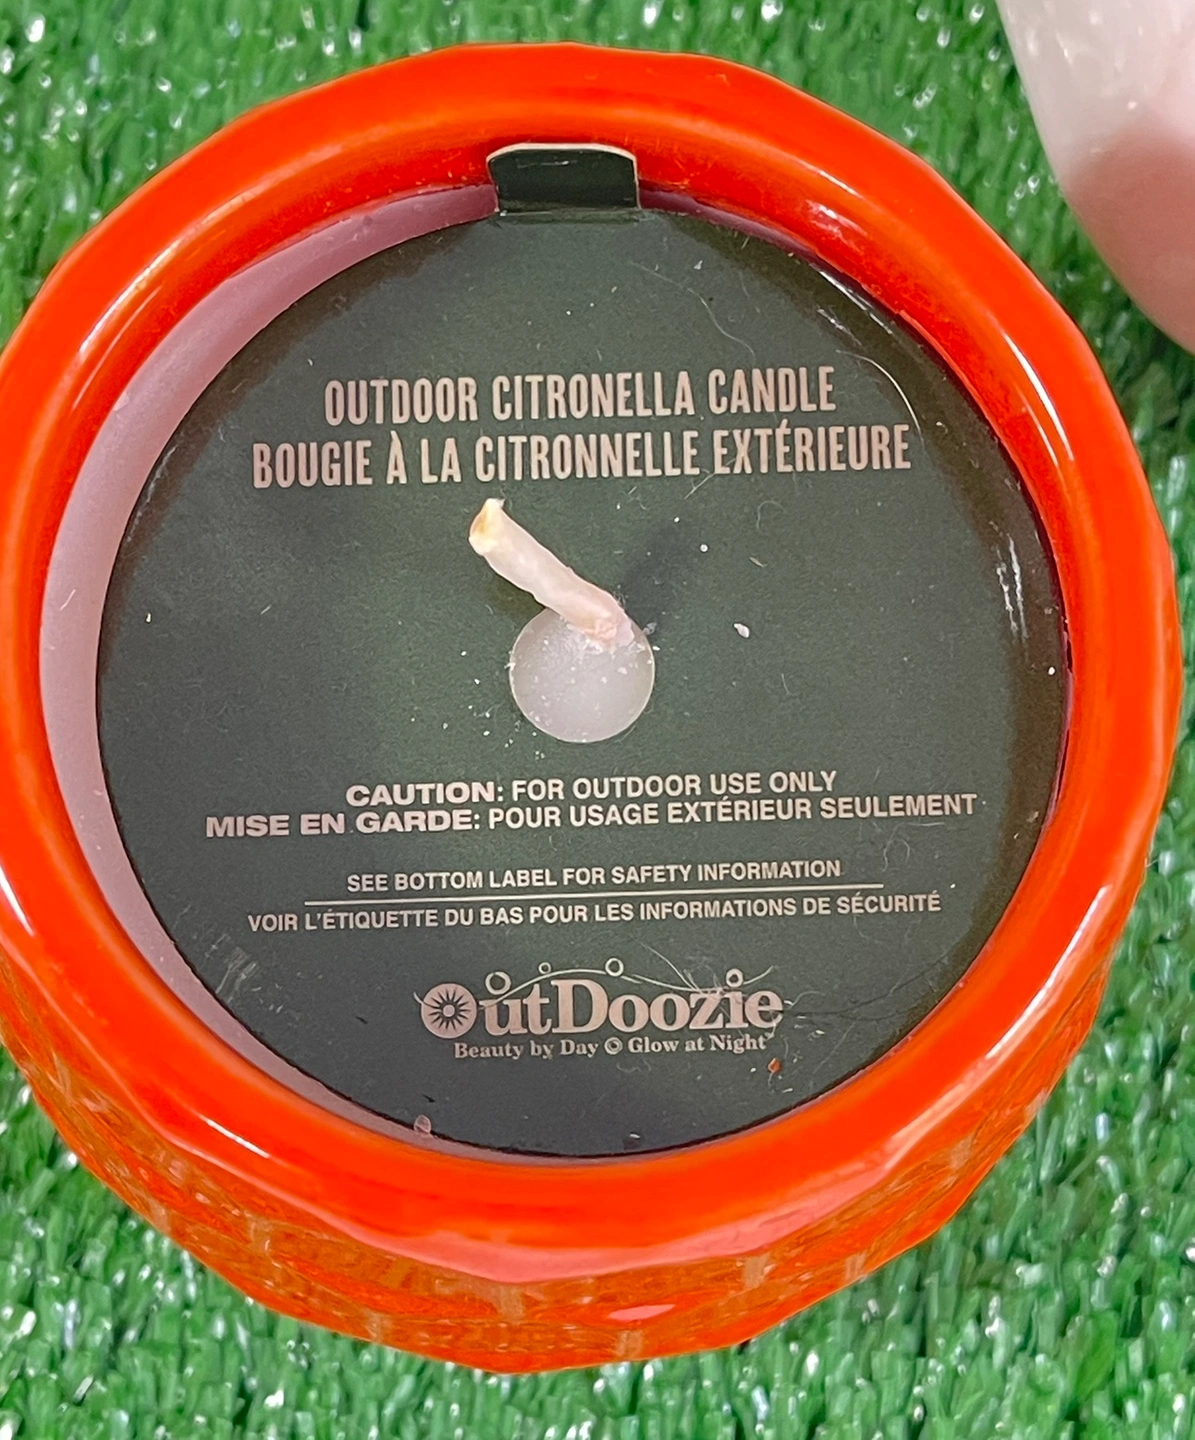 OUTDOOR CITRONELLA CANDLE
BOUGIE À LA CITRONNELLE EXTÉRIEURE
CAUTION: FOR OUTDOOR USE ONLY
MISE EN GARDE: POUR USAGE EXTÉRIEUR SEULEMENT
SEE BOTTOM LABEL FOR SAFETY INFORMATION
VOIR L'ÉTIQUETTE DU BAS POUR LES INFORMATIONS DE SÉCURITÉ
OutDoozie
Beauty by Day Glow at Night